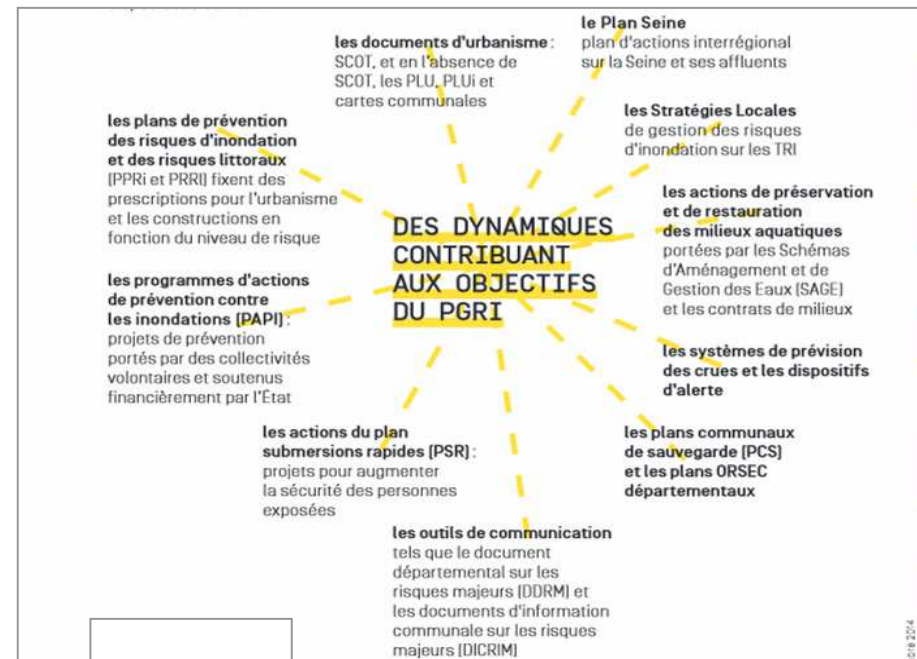 le Plan Seine
plan d'actions interrégional
sur la Seine et ses affluents
les documents d'urbanisme :
SCOT, et en l'absence de
SCOT, les PLU, PLUi et
cartes communales
les Stratégies Locales
de gestion des risques
d'inondation sur les TRI
les plans de prévention
des risques d'inondation
et des risques littoraux
(PPRi et PRRI) fixent des
prescriptions pour l'urbanisme
et les constructions en
fonction du niveau de risque
les actions de préservation
et de restauration
des milieux aquatiques
portées par les Schémas
d'Aménagement et de
Gestion des Eaux (SAGE)
et les contrats de milieux
DES DYNAMIQUES
CONTRIBUANT
AUX OBJECTIFS
DU PGRI
les programmes d'actions
de prévention contre
les inondations (PAPI) :
projets de prévention
portés par des collectivités
volontaires et soutenus
financièrement par l'État
les systèmes de prévision
des crues et les dispositifs
d'alerte
les actions du plan
submersions rapides (PSR) :
projets pour augmenter
la sécurité des personnes
exposées
les plans communaux
de sauvegarde (PCS)
et les plans ORSEC
départementaux
les outils de communication
tels que le document
départemental sur les
risques majeurs (DDRM) et
les documents d'information
communale sur les risques
majeurs (DICRIM)
2014